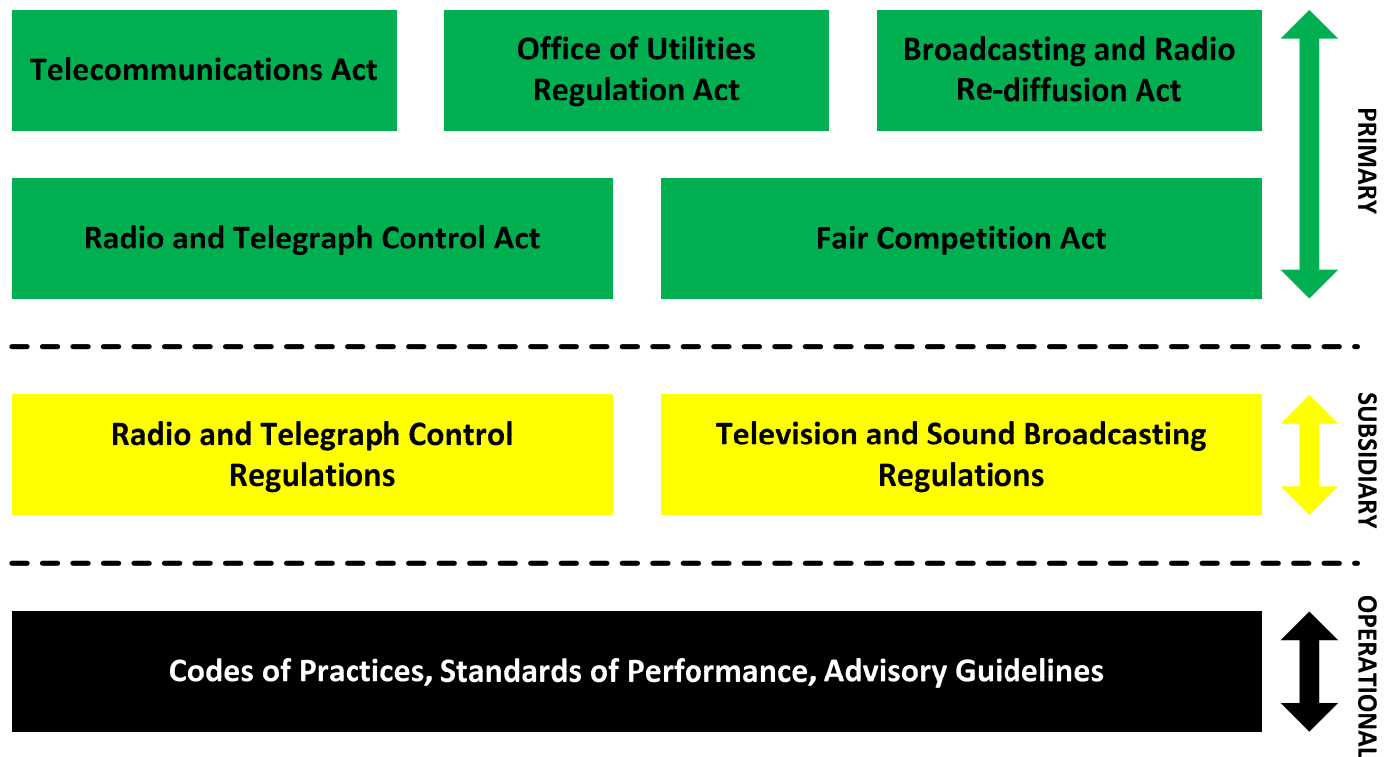 Telecommunications Act
Office of Utilities
Regulation Act
Broadcasting and Radio
Re-diffusion Act
PRIMARY
Radio and Telegraph Control Act
Fair Competition Act
Radio and Telegraph Control
Regulations
Television and Sound Broadcasting
Regulations
SUBSIDIARY
Codes of Practices, Standards of Performance, Advisory Guidelines
OPERATIONAL